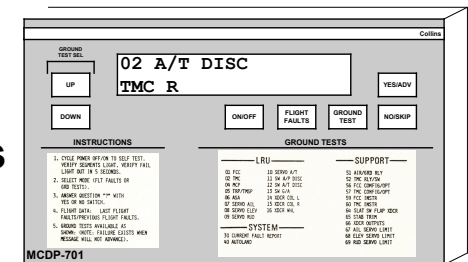 S
Collins
GROUND
TEST SEL
02 A/T DISC
TMC R
UP
YES/ADV
DOWN
ON/OFF
FLIGHT
FAULTS
GROUND
TEST
NO/SKIP
INSTRUCTIONS
1. CYCLE POWER OFF/ON TO SELF TEST.
VERIFY SEGMENTS LIGHT. VERIFY FAIL
LIGHT OUT IN 5 SECONDS.
2. SELECT MODE (FLT FAULTS OR
GRD TESTS).
3. ANSWER QUESTION "?" WITH
YES OR NO SWITCH.
4. FLIGHT DATA: LAST FLIGHT
FAULTS/PREVIOUS FLIGHT FAULTS.
5. GROUND TESTS AVAILABLE AS
SHOWN: (NOTE: FAILURE EXISTS WHEN
MESSAGE WILL NOT ADVANCE).
GROUND TESTS
LRU
01 FCC
02 TMC
04 MCP
05 TRP/TMSP
06 ASA
07 SERVO AIL
08 SERVO ELEV
09 SERVO RUD
10 SERVO A/T
11 SW A/P DISC
12 SW A/T DISC
13 SW G/A
14 XDCR COL L
15 XDCR COL R
16 XDCR WHL
SYSTEM
30 CURRENT FAULT REPORT
40 AUTOLAND
SUPPORT
51 AIR/GRD RLY
52 TMC RLY/SW
56 FCC CONFIG/OPT
57 TMC CONFIG/OPT
59 FCC INSTR
60 TMC INSTR
64 SLAT SW FLAP XDCR
65 STAB TRIM
66 XDCR OUTPUTS
67 AIL SERVO LIMIT
68 ELEV SERVO LIMIT
69 RUD SERVO LIMIT
MCDP-701